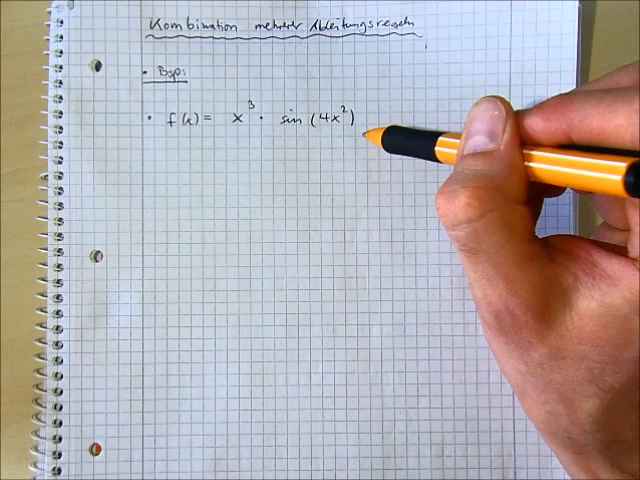 Kombination mehrerer Ableitungsregeln
• Bsp:
• f(x) = x³ · sin (4x²)